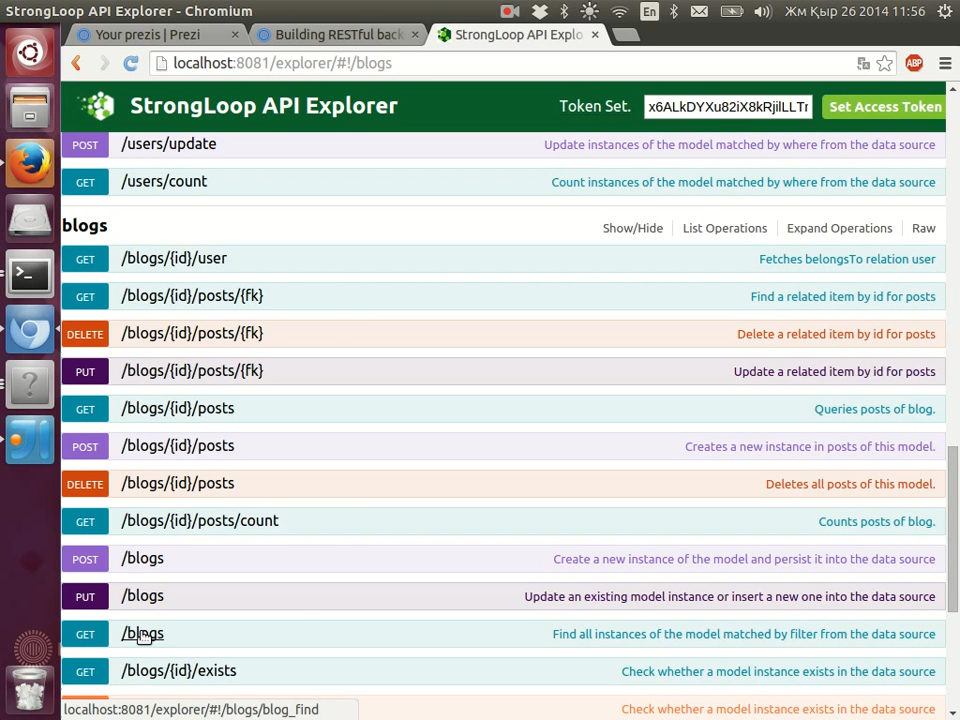 StrongLoop API Explorer - Chromium
En
Жм Қыр 26 2014 11:56
Your prezis | Prezi
Building RESTful back
StrongLoop API Explo
localhost:8081/explorer/#!/blogs
ABP
StrongLoop API Explorer
Token Set.
x6ALkDYXu82iX8kRjilLLTr
Set Access Token
POST /users/update Update instances of the model matched by where from the data source
GET /users/count Count instances of the model matched by where from the data source
blogs Show/Hide List Operations Expand Operations Raw
GET /blogs/{id}/user Fetches belongsTo relation user
GET /blogs/{id}/posts/{fk} Find a related item by id for posts
DELETE /blogs/{id}/posts/{fk} Delete a related item by id for posts
PUT /blogs/{id}/posts/{fk} Update a related item by id for posts
GET /blogs/{id}/posts Queries posts of blog.
POST /blogs/{id}/posts Creates a new instance in posts of this model.
DELETE /blogs/{id}/posts Deletes all posts of this model.
GET /blogs/{id}/posts/count Counts posts of blog.
POST /blogs Create a new instance of the model and persist it into the data source
PUT /blogs Update an existing model instance or insert a new one into the data source
GET /blogs Find all instances of the model matched by filter from the data source
GET /blogs/{id}/exists Check whether a model instance exists in the data source
Check whether a model instance exists in the data source
localhost:8081/explorer/#!/blogs/blog_find